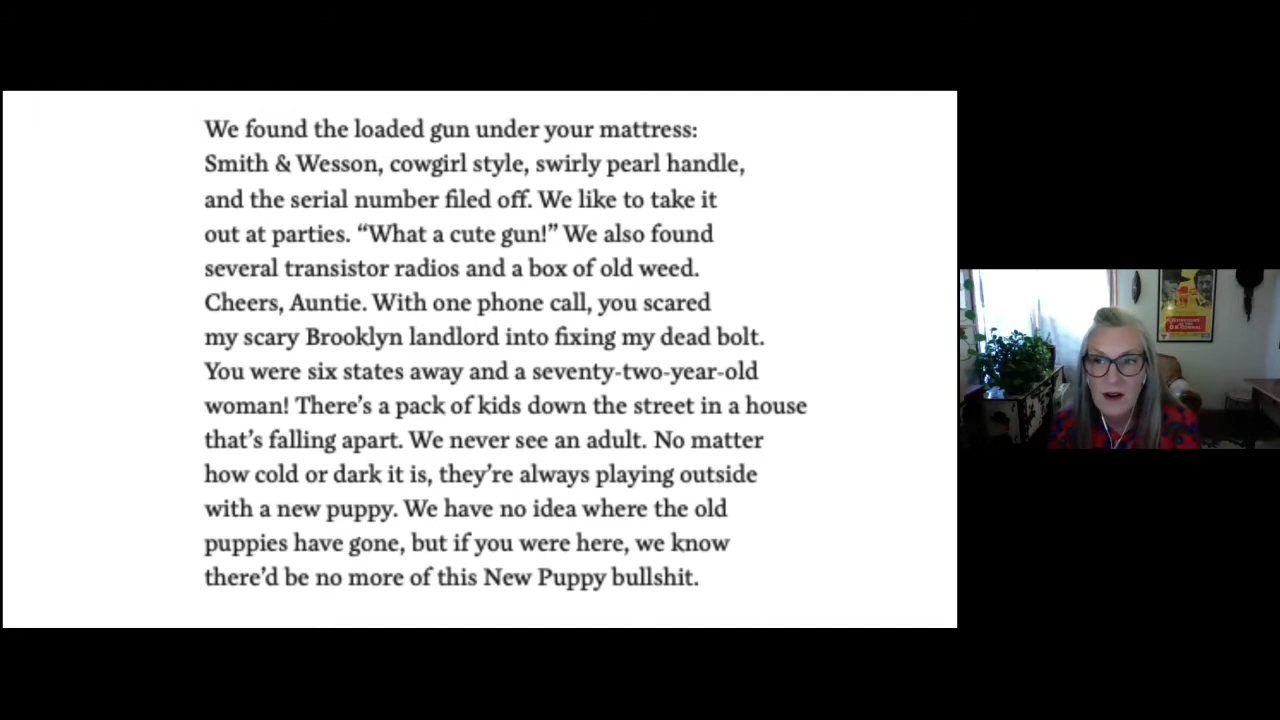 We found the loaded gun under your mattress:
Smith & Wesson, cowgirl style, swirly pearl handle,
and the serial number filed off. We like to take it
out at parties. “What a cute gun!” We also found
several transistor radios and a box of old weed.
Cheers, Auntie. With one phone call, you scared
my scary Brooklyn landlord into fixing my dead bolt.
You were six states away and a seventy-two-year-old
woman! There’s a pack of kids down the street in a house
that’s falling apart. We never see an adult. No matter
how cold or dark it is, they’re always playing outside
with a new puppy. We have no idea where the old
puppies have gone, but if you were here, we know
there’d be no more of this New Puppy bullshit.